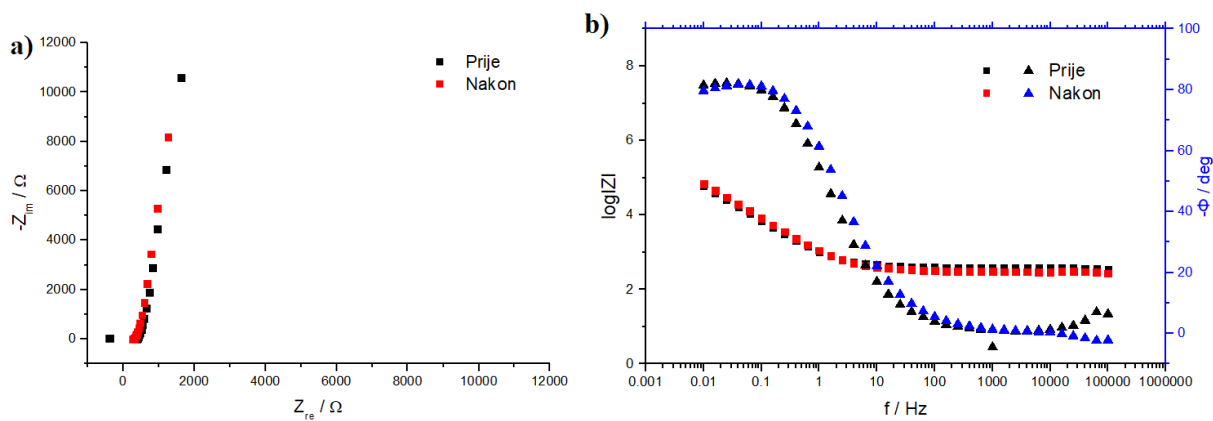 a)
-Z_im / Ω
12000
10000
8000
6000
4000
2000
0
0 2000 4000 6000 8000 10000 12000
Z_re / Ω
Prije
Nakon
b)
logIZI
8
6
4
2
0
0.001 0.01 0.1 1 10 100 1000 10000 100000 1000000
f / Hz
Prije
Nakon
100
80
60
40
20
0
-Φ / deg